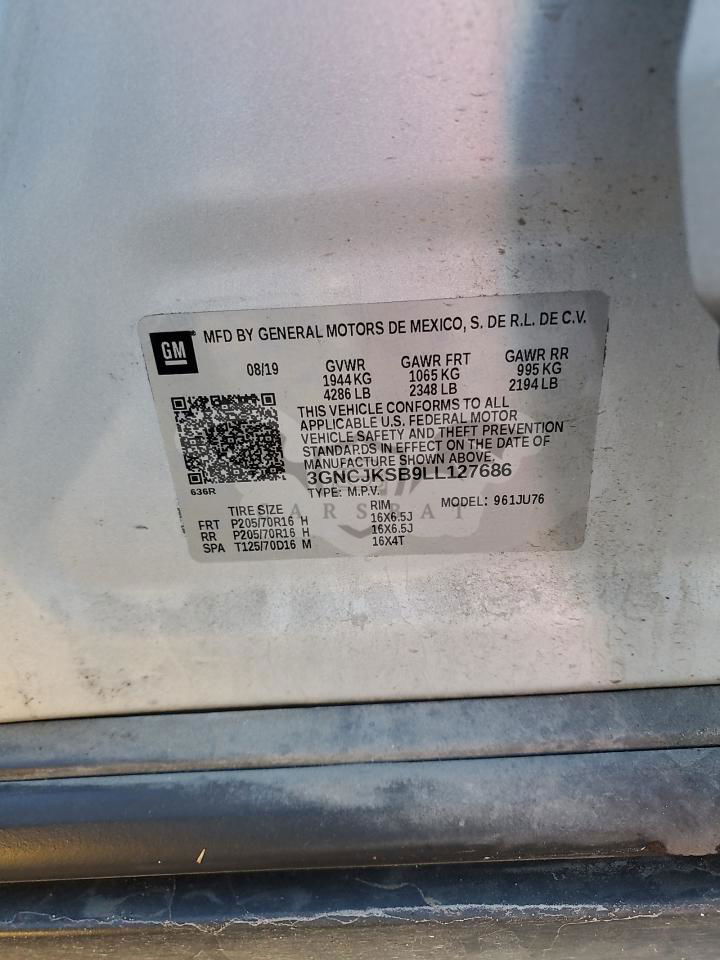 GM
MFD BY GENERAL MOTORS DE MEXICO, S. DE R.L. DE C.V.
08/19 GVWR GAWR FRT GAWR RR
1944 KG 1065 KG 995 KG
4286 LB 2348 LB 2194 LB
THIS VEHICLE CONFORMS TO ALL
APPLICABLE U.S. FEDERAL MOTOR
VEHICLE SAFETY AND THEFT PREVENTION
STANDARDS IN EFFECT ON THE DATE OF
MANUFACTURE SHOWN ABOVE.
3GNCJKSB9LL127686
636R TYPE: M.P.V. MODEL: 961JU76
TIRE SIZE RIM
FRT P205/70R16 H 16X6.5J
RR P205/70R16 H 16X6.5J
SPA T125/70D16 M 16X4T